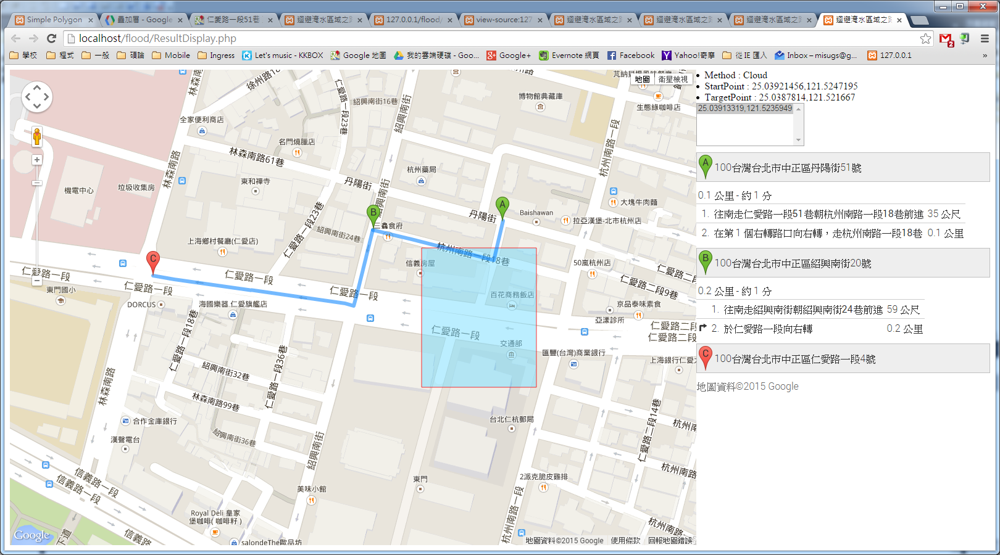 Simple Polygon
疊加層 - Google
仁愛路一段51巷
迴避淹水區域之
127.0.0.1/flood/
view-source:127
迴避淹水區域之
迴避淹水區域之
迴避淹水區域之
迴避淹水區域之
localhost/flood/ResultDisplay.php
2
學校
程式
一般
碩論
Mobile
Ingress
Let's music - KKBOX
Google 地圖
我的雲端硬碟 - Goo...
Google+
Evernote 網頁
Facebook
Yahoo!奇摩
從 IE 匯入
Inbox – misugs@g...
127.0.0.1
»
地圖
衛星檢視
徐州路18
仁愛路一段23巷
紹興南街16巷
紹興南街
林森南路
博物館典藏庫
生態綠咖啡店
全家便利商店
名門燒臘店
林森南路61巷
杭州南路一段
杭州藥局
林森南路
機電中心
垃圾收集房
東和禪寺
丹陽街
紹興南街
大塊牛肉麵
A
丹陽街
Baishawan
拉亞漢堡-北市杭州店
B
三鱻食府
仁愛路一段23巷
紹興南街24巷
上海鄉村餐廳(仁愛店)
杭州南路一段18巷
信義房屋
50嵐杭州店
仁愛路二段
C
仁愛路一段
仁愛路一段
仁愛路一段
仁愛路一段
仁愛路二段9巷
東門國小
DORCUS
海國樂器 仁愛旗艦店
百花商務飯店
京品泰味素食
亞漾診所
仁愛路二段
仁愛路二段
仁愛路一段
交通部
匯豐(台灣)商業銀行
上海銀行仁愛
仁愛路一段18巷
仁愛路一段36巷
紹興南街32巷
林森南路
林森南路99巷
合作金庫銀行
台北仁杭郵局
仁愛路二段14巷
杭州南
漢聲電台
紹興南街36巷
紹興南街
信義路一段
信義路一段
信義路一段
東門
2派克脆皮雞排
杭州南路
美味小館
Royal Deli 皇家
堡咖啡( 咖啡籽 )
杭州南路一段
杭州南路
salondeThe歐品坊
下道
Google
地圖資料©2015 Google
使用條款
回報地圖錯誤
Method : Cloud
StartPoint : 25.03921456,121.5247195
TargetPoint : 25.0387814,121.521667
25.03913319,121.5235949
A 100台灣台北市中正區丹陽街51號
0.1 公里 - 約 1 分
1. 往南走仁愛路一段51巷朝杭州南路一段18巷前進 35 公尺
2. 在第 1 個右轉路口向右轉，走杭州南路一段18巷 0.1 公里
B 100台灣台北市中正區紹興南街20號
0.2 公里 - 約 1 分
1. 往南走紹興南街朝紹興南街24巷前進 59 公尺
2. 於仁愛路一段向右轉 0.2 公里
C 100台灣台北市中正區仁愛路一段4號
地圖資料©2015 Google